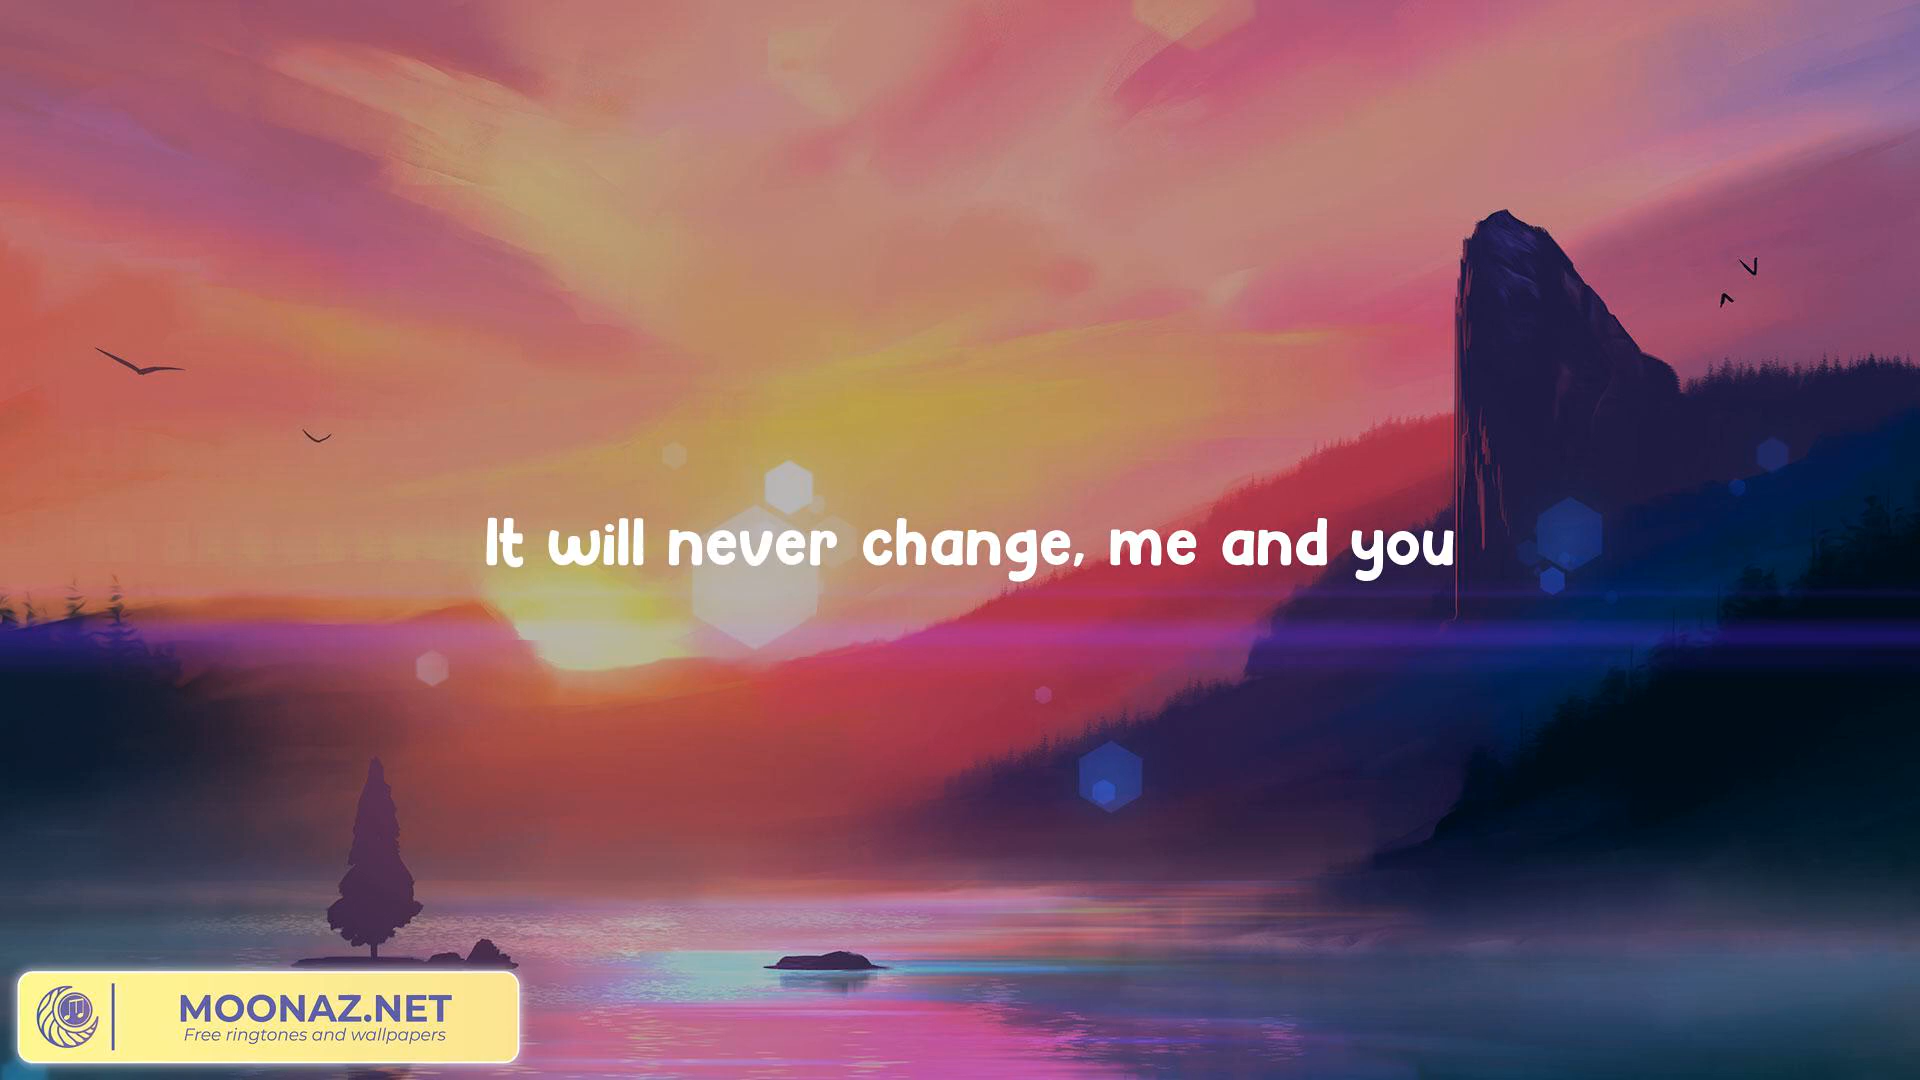 It will never change, me and you
MOONAZ.NET
Free ringtones and wallpapers